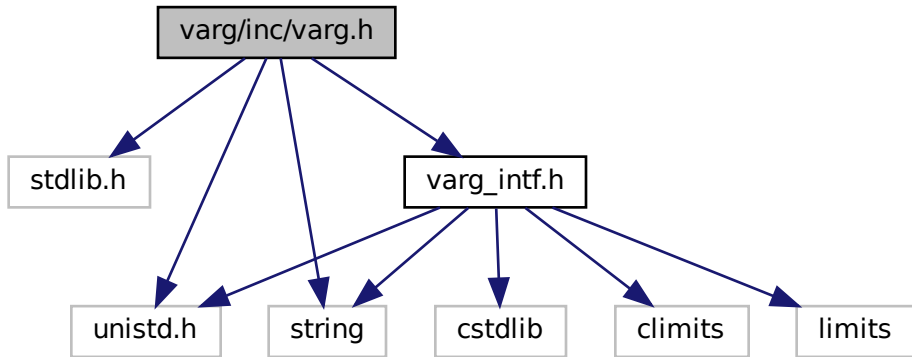 varg/inc/varg.h
stdlib.h
varg_intf.h
unistd.h
string
cstdlib
climits
limits